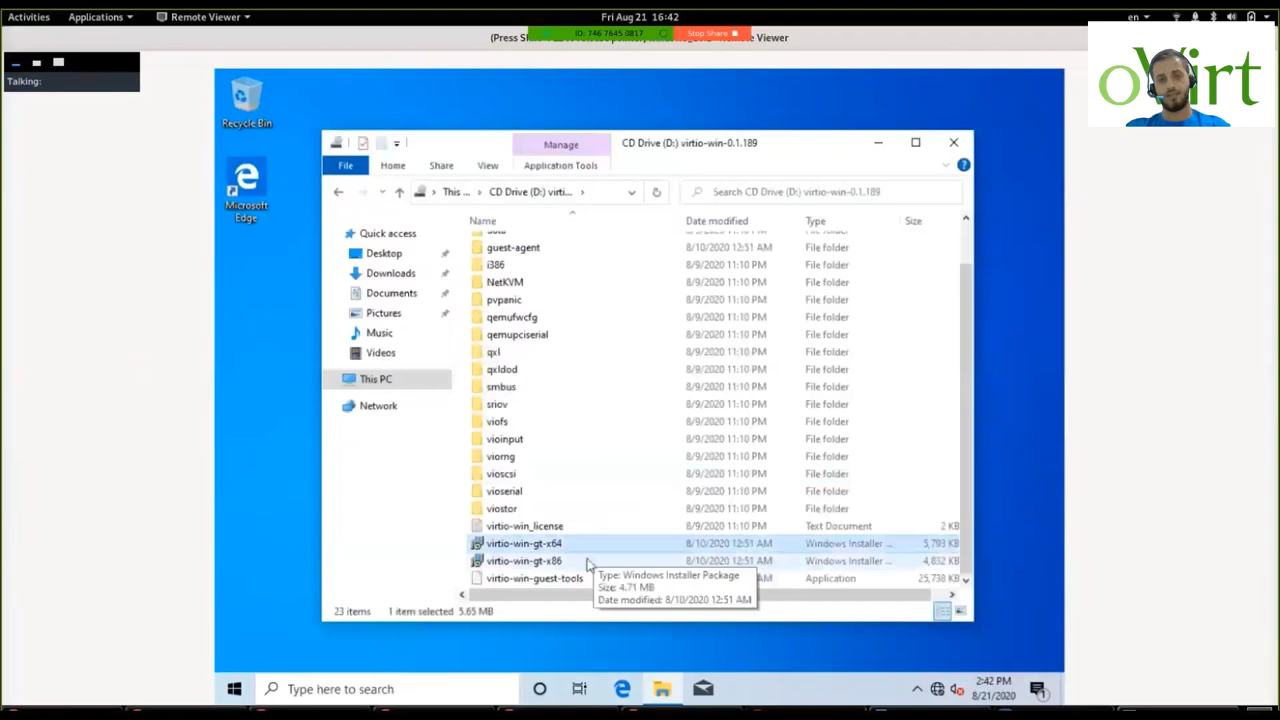 Activities Applications Remote Viewer Fri Aug 21 16:42 en
ID: 746 7645 0817 Stop Share
Remote Viewer
Talking:
oVirt
Recycle Bin
Microsoft Edge
Manage CD Drive (D:) virtio-win-0.1.189
File Home Share View Application Tools
This ... CD Drive (D:) virti... Search CD Drive (D:) virtio-win-0.1.189
Name Date modified Type Size
Quick access
Desktop
Downloads
Documents
Pictures
Music
Videos
This PC
Network
File folder
guest-agent 8/10/2020 12:51 AM File folder
i386 8/9/2020 11:10 PM File folder
NetKVM 8/9/2020 11:10 PM File folder
pvpanic 8/9/2020 11:10 PM File folder
qemufwcfg 8/9/2020 11:10 PM File folder
qemupciserial 8/9/2020 11:10 PM File folder
qxl 8/9/2020 11:10 PM File folder
qxldod 8/9/2020 11:10 PM File folder
smbus 8/9/2020 11:10 PM File folder
sriov 8/9/2020 11:10 PM File folder
viofs 8/9/2020 11:10 PM File folder
vioinput 8/9/2020 11:10 PM File folder
viorng 8/9/2020 11:10 PM File folder
vioscsi 8/9/2020 11:10 PM File folder
vioserial 8/9/2020 11:10 PM File folder
viostor 8/9/2020 11:10 PM File folder
virtio-win_license 8/9/2020 11:10 PM Text Document 2 KB
virtio-win-gt-x64 8/10/2020 12:51 AM Windows Installer ... 5,793 KB
virtio-win-gt-x86 8/10/2020 12:51 AM Windows Installer ... 4,832 KB
virtio-win-guest-tools AM Application 25,738 KB
Type: Windows Installer Package
Size: 4.71 MB
Date modified: 8/10/2020 12:51 AM
23 items 1 item selected 5.65 MB
Type here to search
2:42 PM
8/21/2020
1